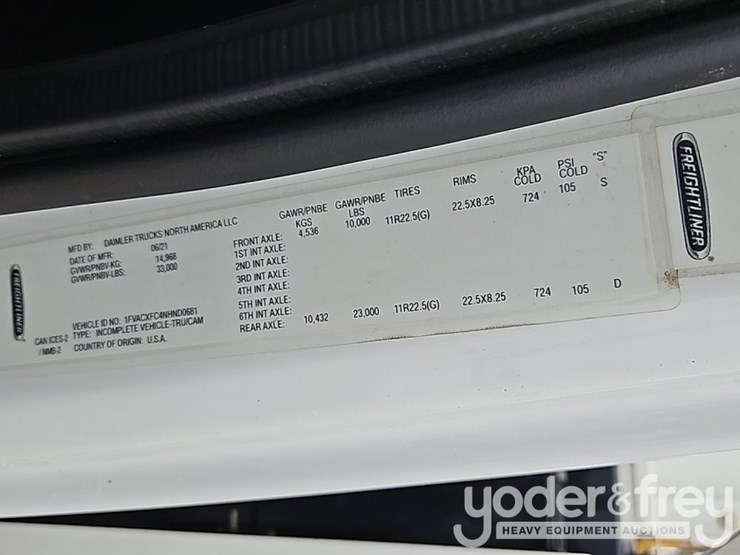 FREIGHTLINER
MFD BY: DAIMLER TRUCKS NORTH AMERICA LLC
DATE OF MFR: 06/21
GVWR/PNBV-KG: 14,968
GVWR/PNBV-LBS: 33,000
VEHICLE ID NO.: 1FVACXFC4NHND0681
CAN ICES-2 TYPE: INCOMPLETE VEHICLE-TRU/CAM
/ NMB-2 COUNTRY OF ORIGIN: U.S.A.
GAWR/PNBE KGS GAWR/PNBE LBS TIRES RIMS KPA COLD PSI COLD "S"
FRONT AXLE: 4,536 10,000 11R22.5(G) 22.5X8.25 724 105 S
1ST INT AXLE:
2ND INT AXLE:
3RD INT AXLE:
4TH INT AXLE:
5TH INT AXLE:
6TH INT AXLE:
REAR AXLE: 10,432 23,000 11R22.5(G) 22.5X8.25 724 105 D
FREIGHTLINER
yoder&frey
HEAVY EQUIPMENT AUCTIONS